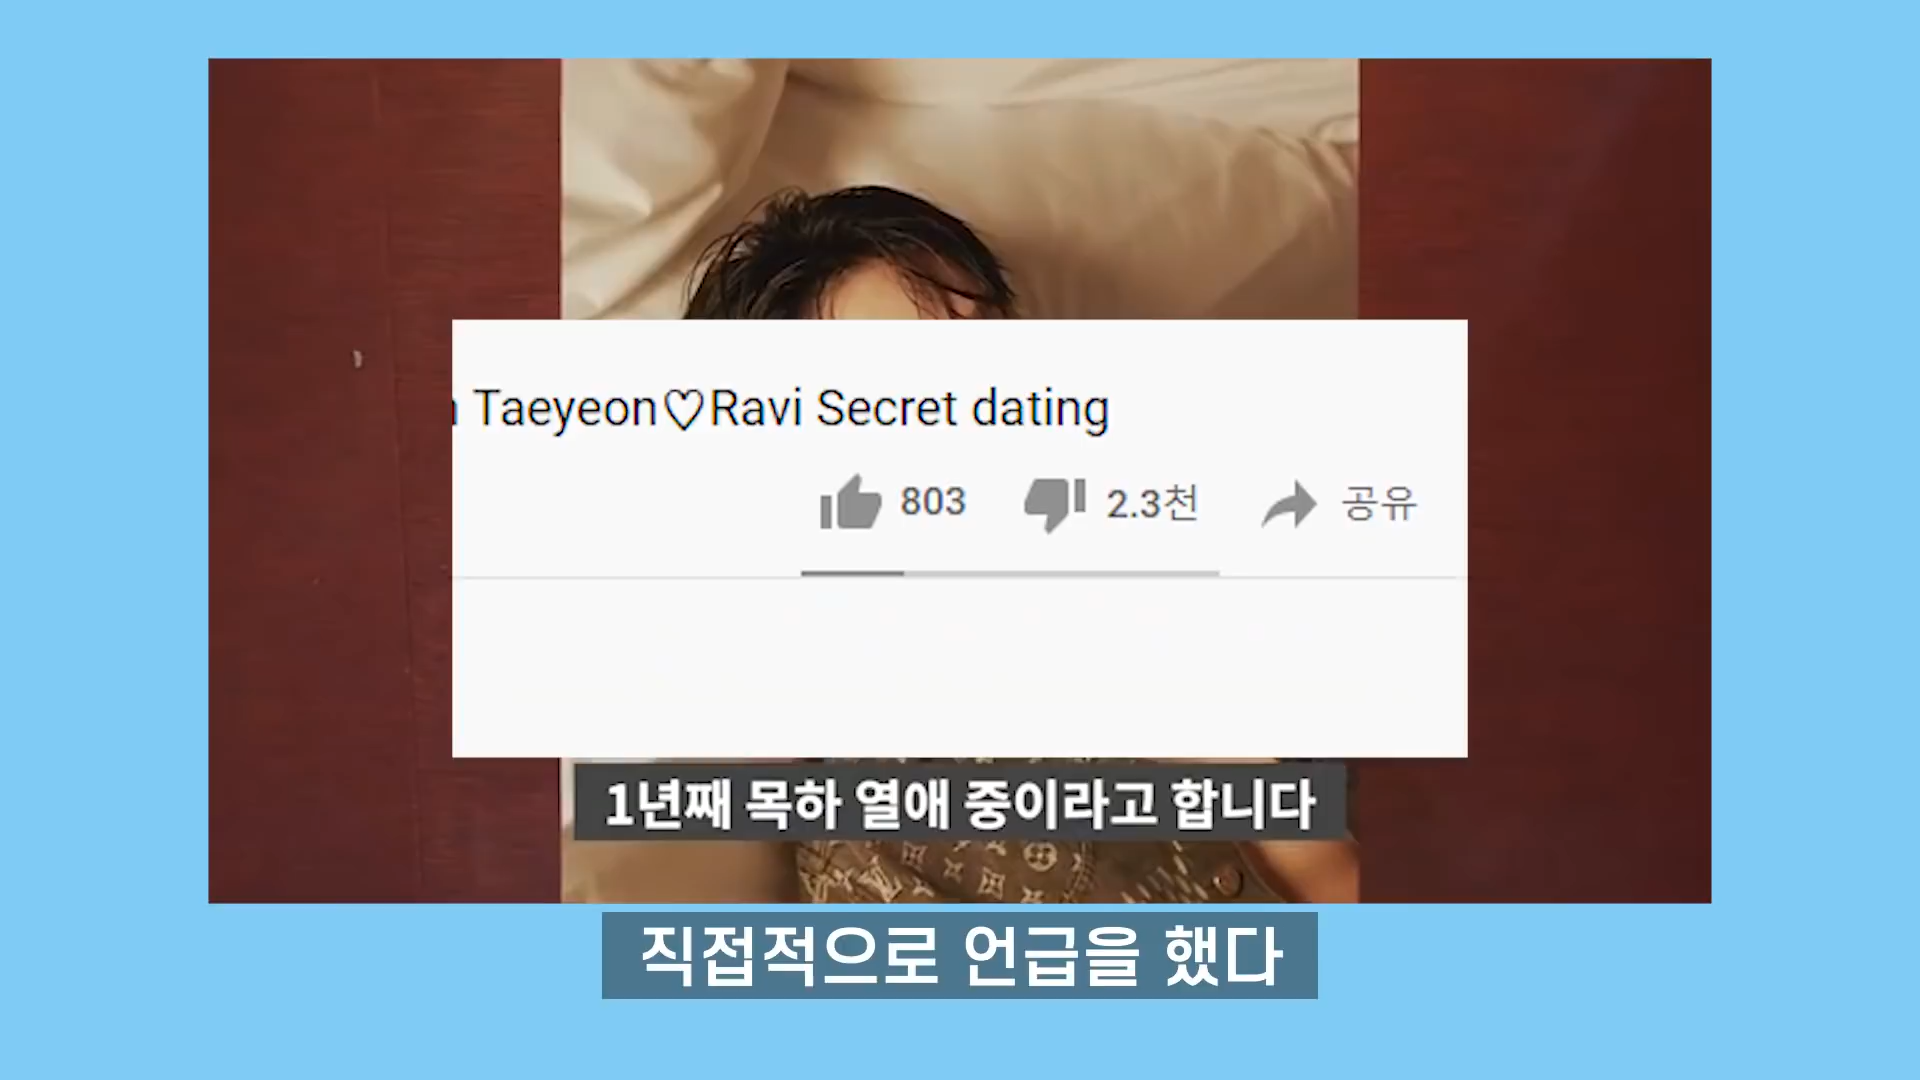 Taeyeon♡Ravi Secret dating
803 2.3천 공유
1년째 목하 열애 중이라고 합니다
직접적으로 언급을 했다